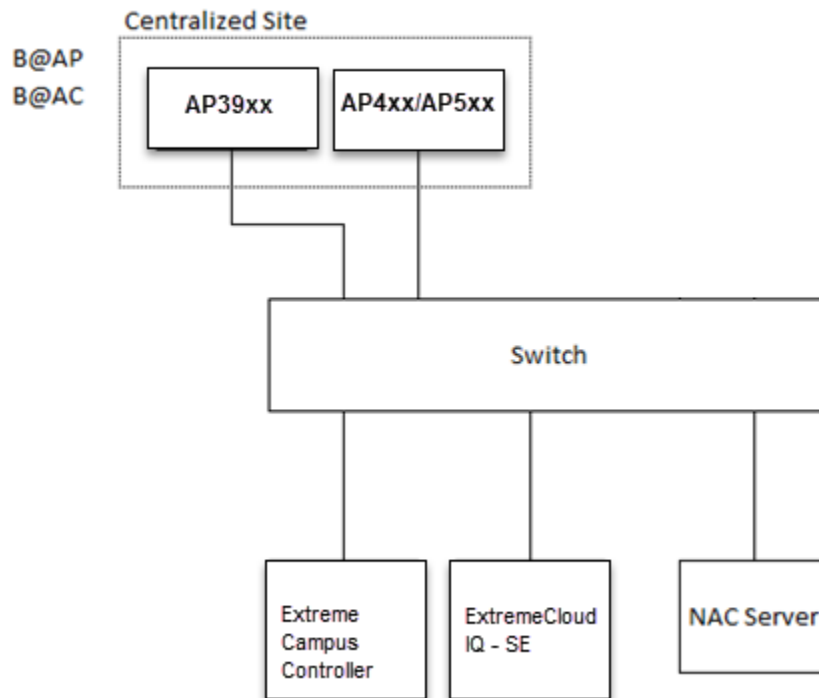 Centralized Site
B@AP
B@AC
AP39xx
AP4xx/AP5xx
Switch
Extreme
Campus
Controller
ExtremeCloud
IQ - SE
NAC Server